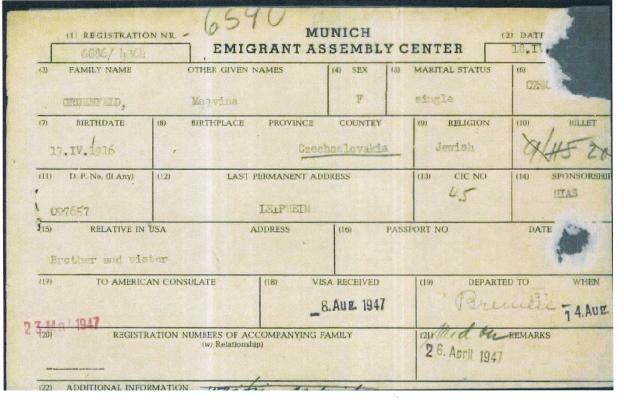 6590
(1) REGISTRATION NR. MUNICH EMIGRANT ASSEMBLY CENTER (2) DATE
(3) FAMILY NAME OTHER GIVEN NAMES (4) SEX (5) MARITAL STATUS (6)
F single
(7) BIRTHDATE (8) BIRTHPLACE PROVINCE COUNTRY (9) RELIGION (10) BILLET
17.IV.1916 Czechoslovakia Jewish
(11) D. P. No. (If Any) (12) LAST PERMANENT ADDRESS (13) CIC NO (14) SPONSORSHIP
097657 LEIPHEIM 45 HIAS
(15) RELATIVE IN USA ADDRESS (16) PASSPORT NO DATE
Brother and sister
(17) TO AMERICAN CONSULATE (18) VISA RECEIVED (19) DEPARTED TO WHEN
23 Mai 1947 8. Aug. 1947 14. Aug.
(20) REGISTRATION NUMBERS OF ACCOMPANYING FAMILY (21) REMARKS
(w/ Relationship) 26. April 1947
(22) ADDITIONAL INFORMATION